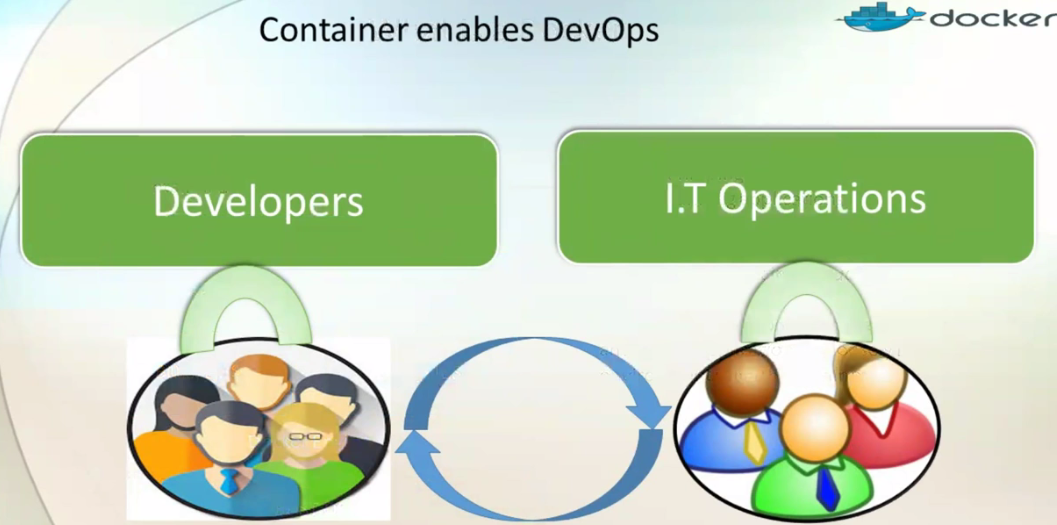 Container enables DevOps
docker
Developers
I.T Operations